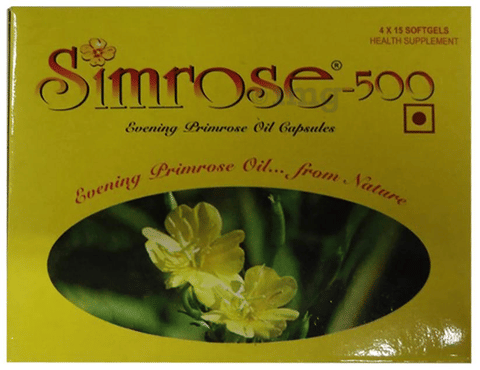 4 X 15 SOFTGELS
HEALTH SUPPLEMENT
Simrose®-500
Evening Primrose Oil Capsules
Evening Primrose Oil... from Nature